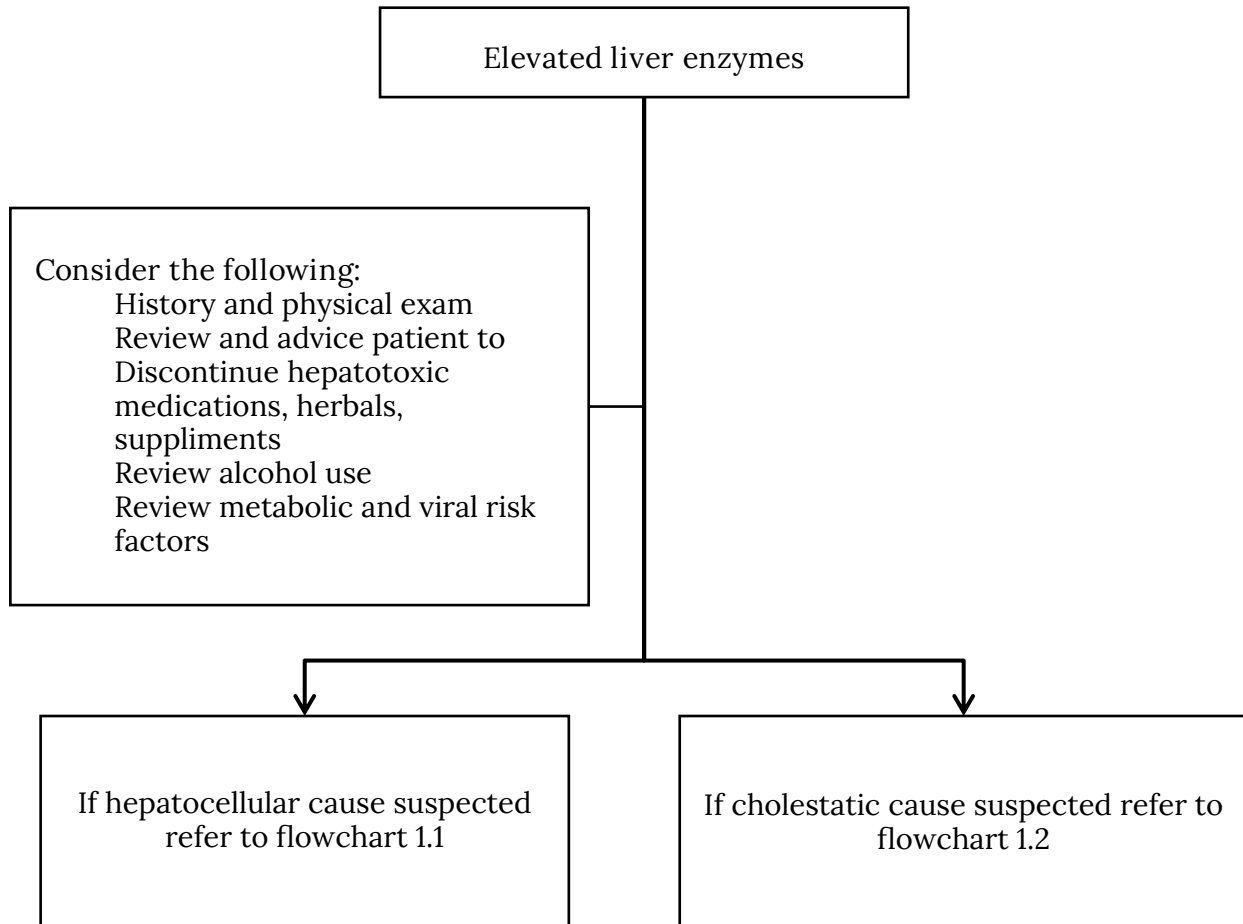 Elevated liver enzymes
Consider the following:
History and physical exam
Review and advice patient to
Discontinue hepatotoxic
medications, herbals,
suppliments
Review alcohol use
Review metabolic and viral risk
factors
If hepatocellular cause suspected
refer to flowchart 1.1
If cholestatic cause suspected refer to
flowchart 1.2